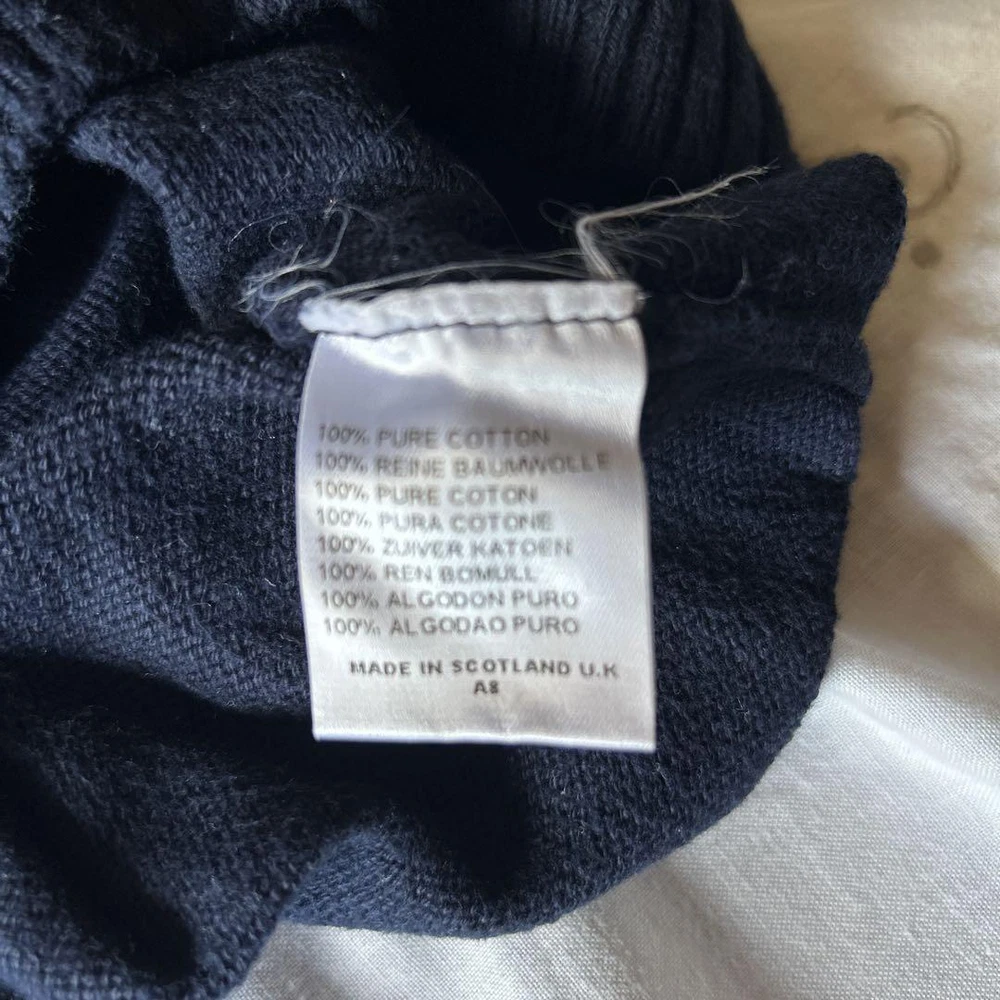 100% PURE COTTON
100% REINE BAUMWOLLE
100% PURE COTON
100% PURA COTONE
100% ZUIVER KATOEN
100% REN BOMULL
100% ALGODON PURO
100% ALGODAO PURO
MADE IN SCOTLAND U.K
A8